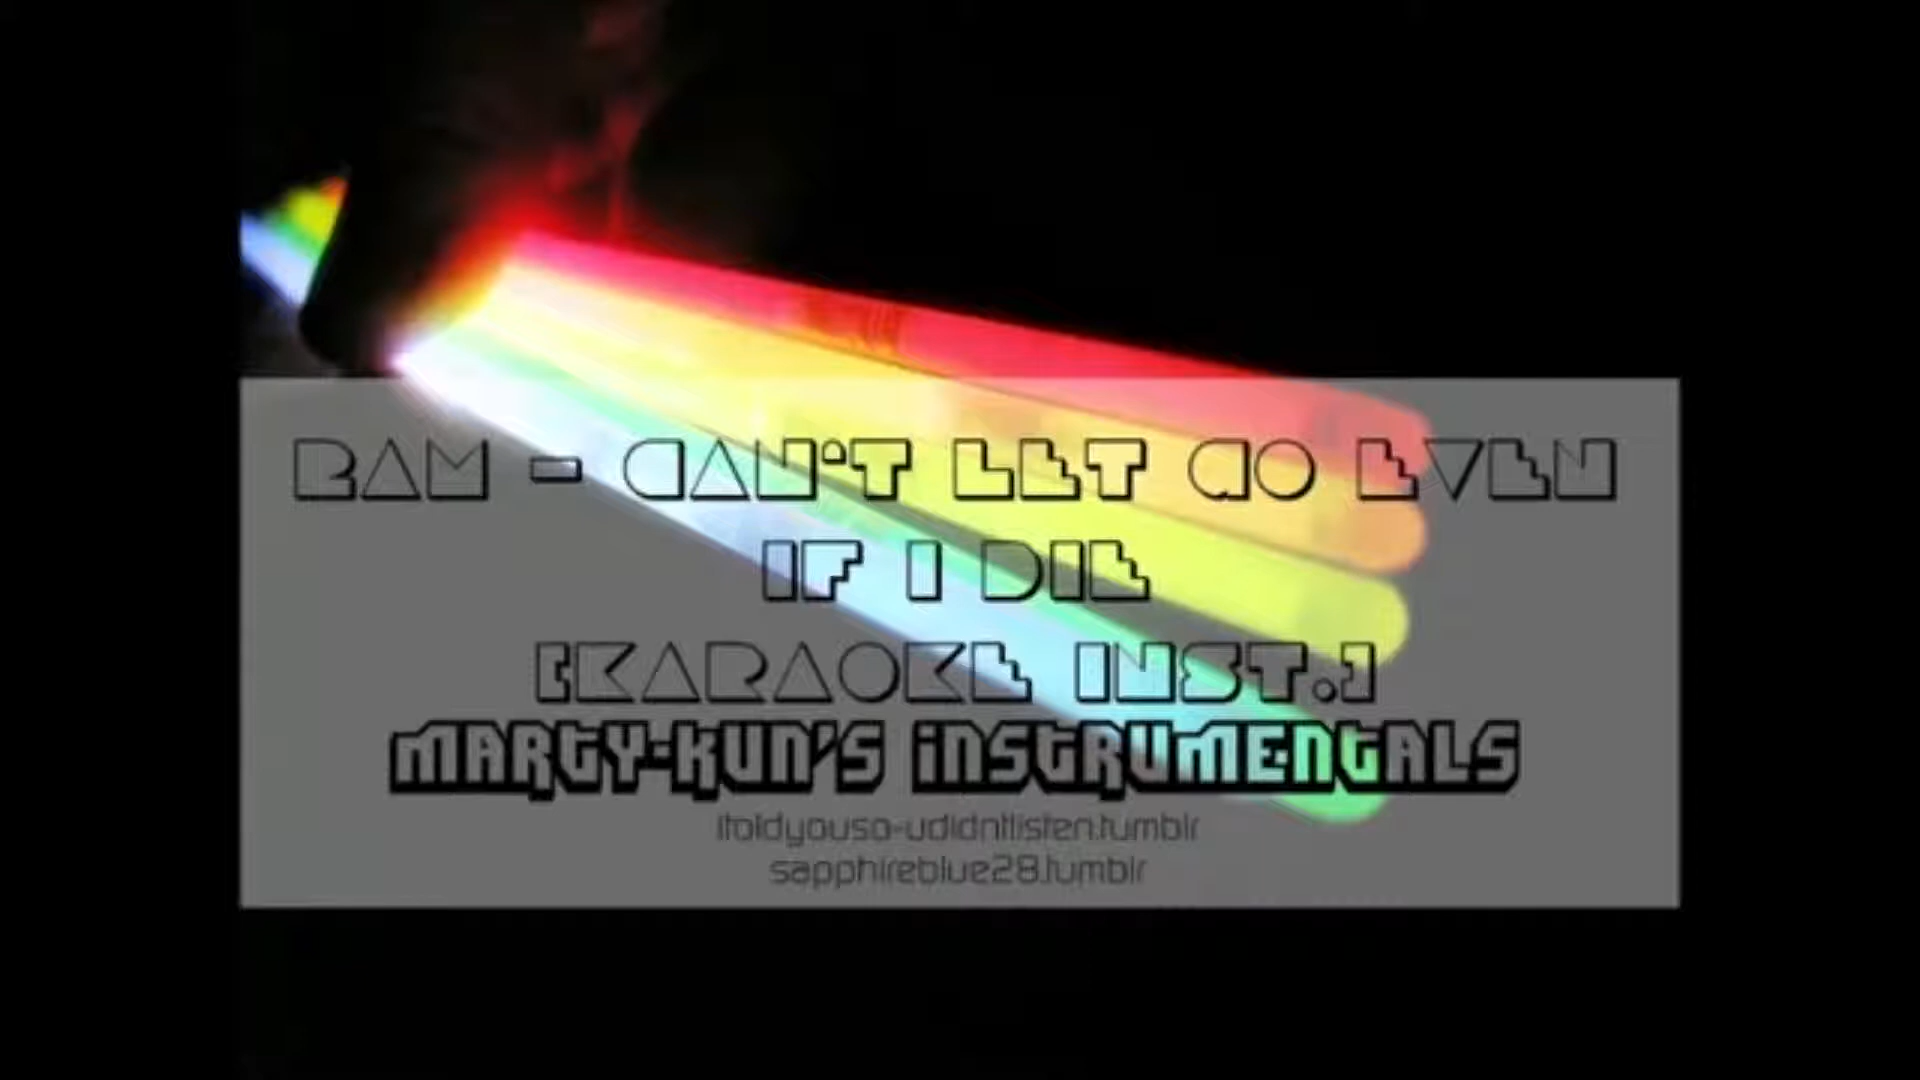 2AM - CAN'T LET GO EVEN
IF I DIE
[KARAOKE INST.]
MARTY-KUN'S INSTRUMENTALS
itoldyouso-udidntlisten.tumblr
sapphireblue28.tumblr